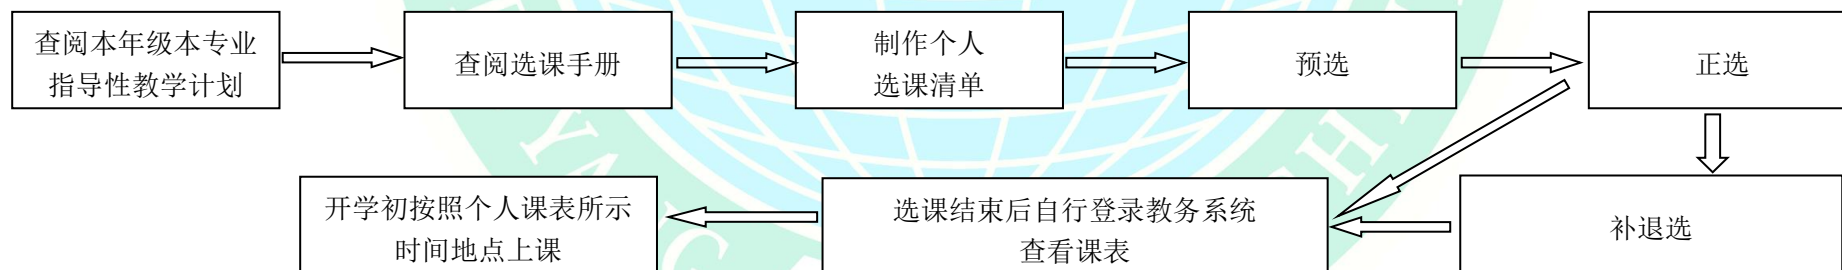 查阅本年级本专业
指导性教学计划
查阅选课手册
制作个人
选课清单
预选
正选
开学初按照个人课表所示
时间地点上课
选课结束后自行登录教务系统
查看课表
补退选